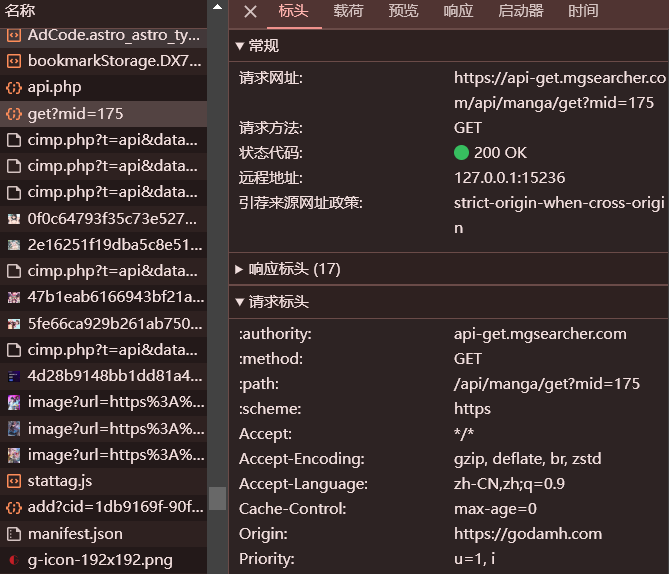 名称
AdCode.astro_astro_ty...
bookmarkStorage.DX7...
api.php
get?mid=175
cimp.php?t=api&data...
cimp.php?t=api&data...
cimp.php?t=api&data...
0f0c64793f35c73e527...
2e16251f19dba5c8e51...
cimp.php?t=api&data...
47b1eab6166943bf21a...
5fe66ca929b261ab750...
cimp.php?t=api&data...
4d28b9148bb1dd81a4...
image?url=https%3A%...
image?url=https%3A%...
image?url=https%3A%...
stattag.js
add?cid=1db9169f-90f...
manifest.json
g-icon-192x192.png
标头 载荷 预览 响应 启动器 时间
常规
请求网址: https://api-get.mgsearcher.co
m/api/manga/get?mid=175
请求方法: GET
状态代码: 200 OK
远程地址: 127.0.0.1:15236
引荐来源网址政策: strict-origin-when-cross-origi
n
响应标头 (17)
请求标头
:authority: api-get.mgsearcher.com
:method: GET
:path: /api/manga/get?mid=175
:scheme: https
Accept: */*
Accept-Encoding: gzip, deflate, br, zstd
Accept-Language: zh-CN,zh;q=0.9
Cache-Control: max-age=0
Origin: https://godamh.com
Priority: u=1, i